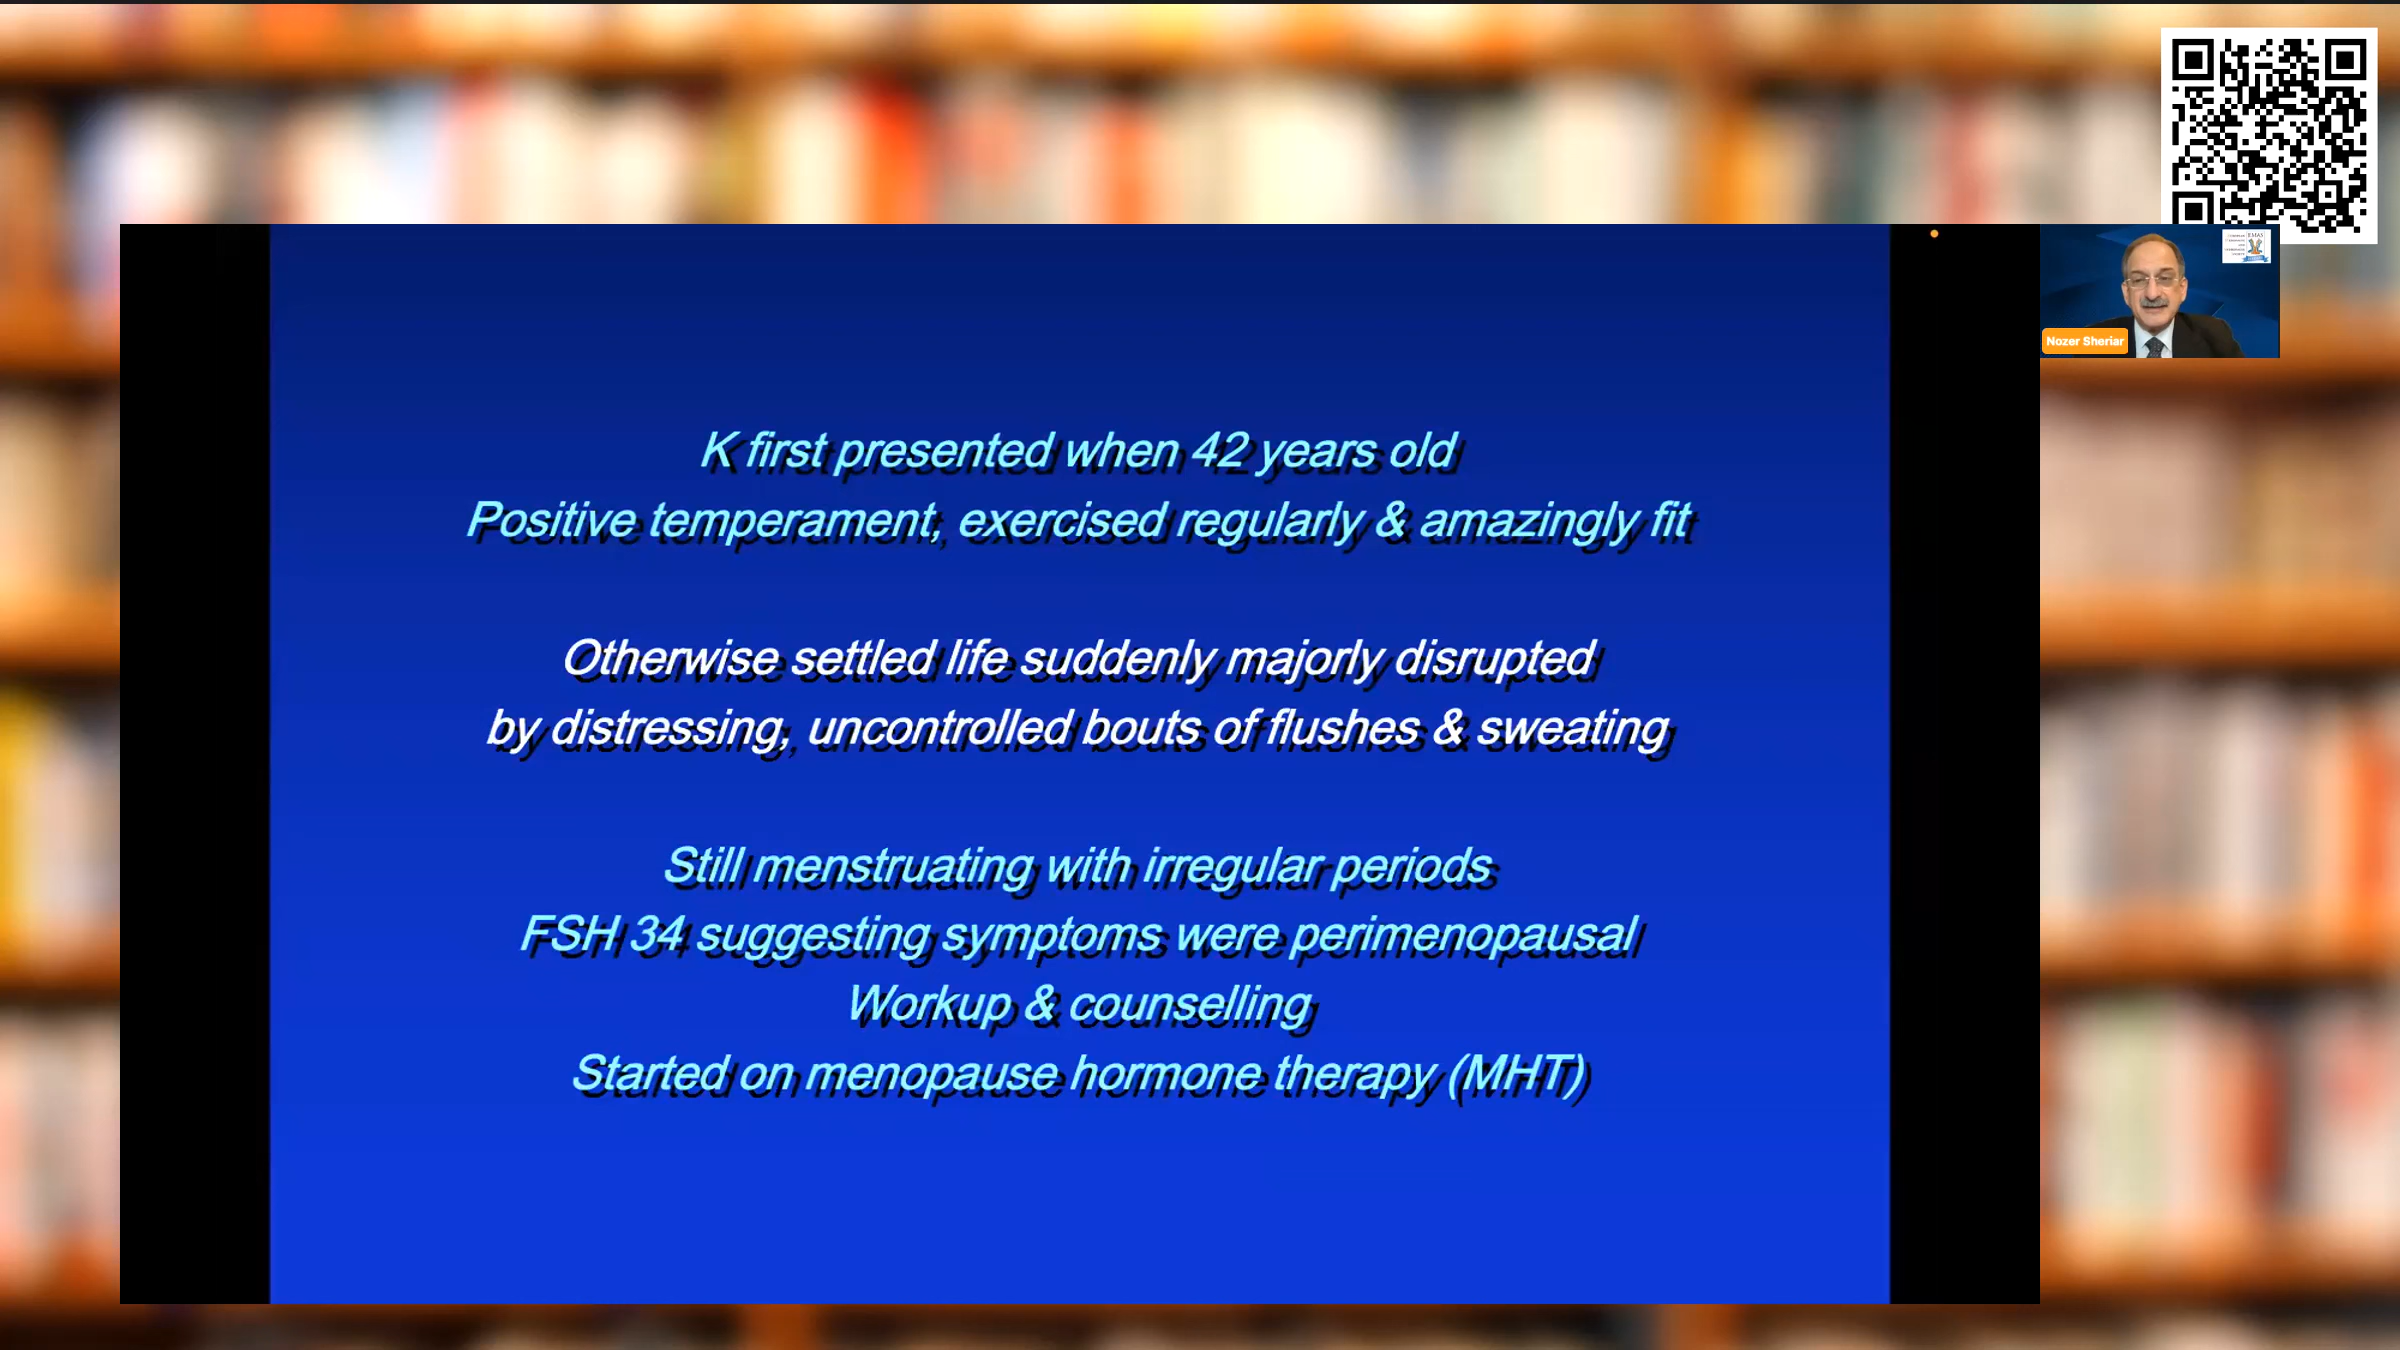 K first presented when 42 years old
Positive temperament, exercised regularly & amazingly fit
Otherwise settled life suddenly majorly disrupted
by distressing, uncontrolled bouts of flushes & sweating
Still menstruating with irregular periods
FSH 34 suggesting symptoms were perimenopausal
Workup & counselling
Started on menopause hormone therapy (MHT)
EMAS
Nozer Sheriar